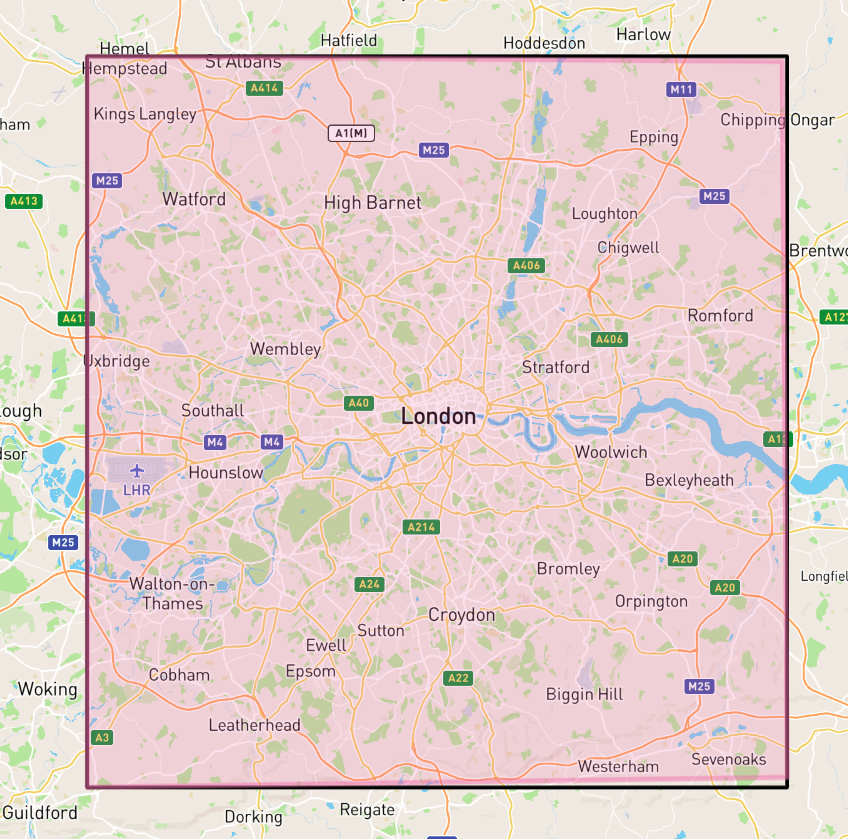 Hatfield
Harlow
Hoddesdon
Hemel
Hempstead
St Albans
A414
M11
Kings Langley
ham
Chipping Ongar
A1(M)
Epping
M25
M25
M25
A413
Watford
High Barnet
Loughton
Chigwell
Brentwo
A406
A413
Romford
A12
Wembley
A406
Uxbridge
Stratford
A40
ough
Southall
London
M4
M4
A13
dsor
Woolwich
Hounslow
LHR
Bexleyheath
A214
M25
A20
Bromley
Longfiel
Walton-on-
Thames
A24
A20
Orpington
Croydon
Sutton
Ewell
Epsom
Cobham
A22
Woking
M25
Biggin Hill
Leatherhead
A3
Westerham
Sevenoaks
Guildford
Dorking
Reigate